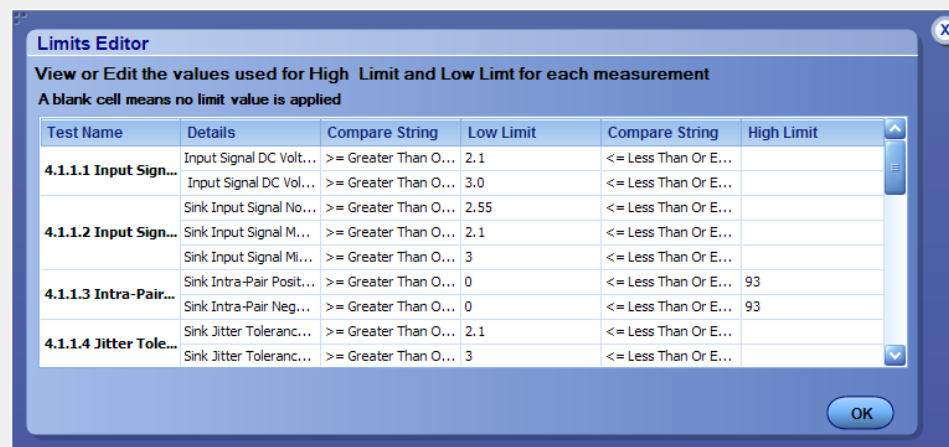 X
Limits Editor
View or Edit the values used for High Limit and Low Limt for each measurement
A blank cell means no limit value is applied
Test Name Details Compare String Low Limit Compare String High Limit
4.1.1.1 Input Sign...
Input Signal DC Volt... >= Greater Than O... 2.1 <= Less Than Or E...
Input Signal DC Vol... >= Greater Than O... 3.0 <= Less Than Or E...
4.1.1.2 Input Sign...
Sink Input Signal No... >= Greater Than O... 2.55 <= Less Than Or E...
Sink Input Signal M... >= Greater Than O... 2.1 <= Less Than Or E...
Sink Input Signal Mi... >= Greater Than O... 3 <= Less Than Or E...
4.1.1.3 Intra-Pair...
Sink Intra-Pair Posit... >= Greater Than O... 0 <= Less Than Or E... 93
Sink Intra-Pair Neg... >= Greater Than O... 0 <= Less Than Or E... 93
4.1.1.4 Jitter Tole...
Sink Jitter Toleranc... >= Greater Than O... 2.1 <= Less Than Or E...
Sink Jitter Toleranc... >= Greater Than O... 3 <= Less Than Or E...
OK